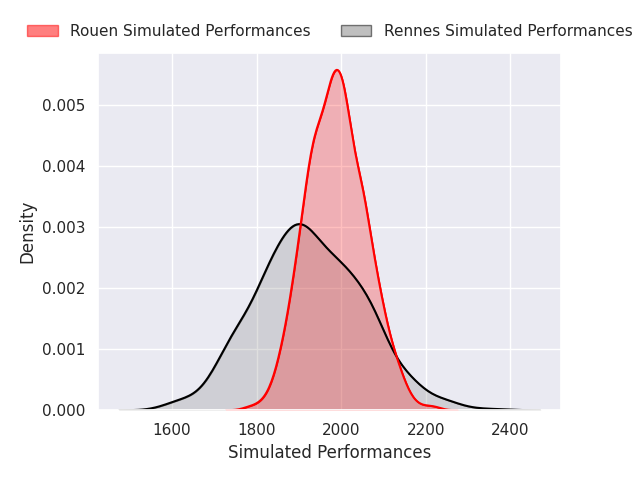 Rouen Simulated Performances
Rennes Simulated Performances
Density
0.005
0.004
0.003
0.002
0.001
0.000
1600 1800 2000 2200 2400
Simulated Performances